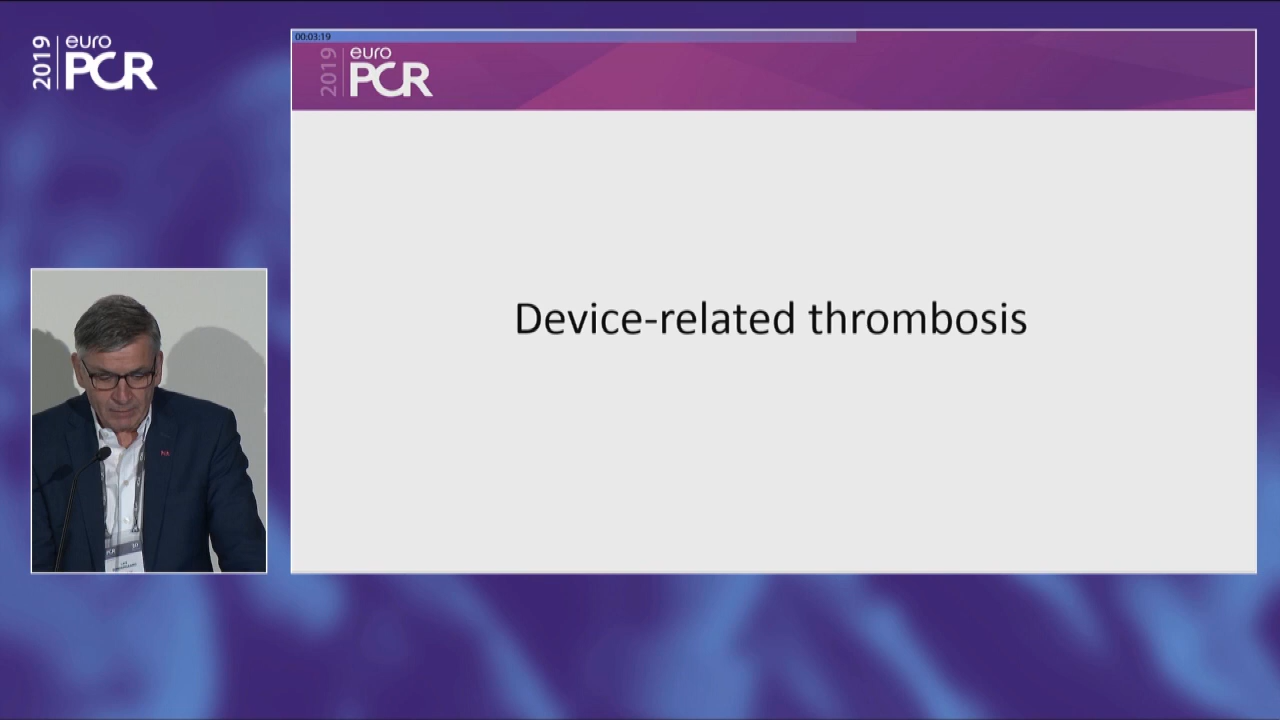 2019
euro
PCR
00:03:19
2019
euro
PCR
Device-related thrombosis